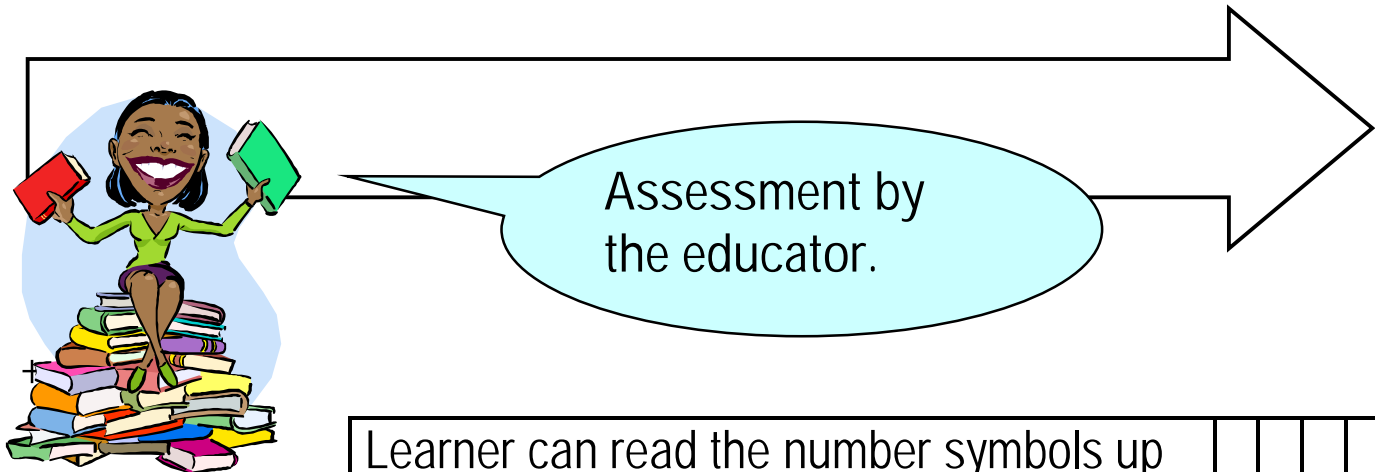 Assessment by
the educator.
Learner can read the number symbols up